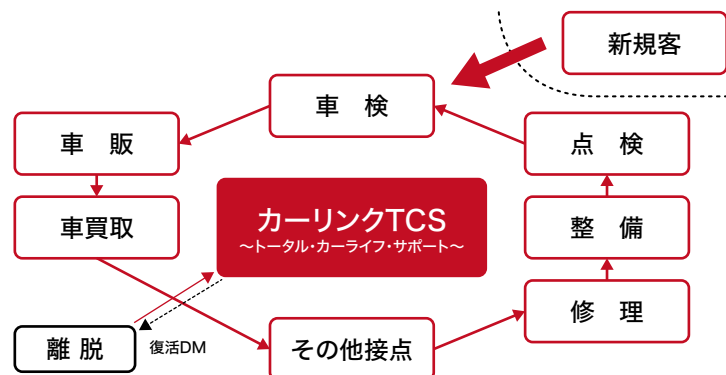 新規客
車　検
車　販
点　検
車買取
カーリンクTCS
～トータル・カーライフ・サポート～
整　備
修　理
離 脱
復活DM
その他接点